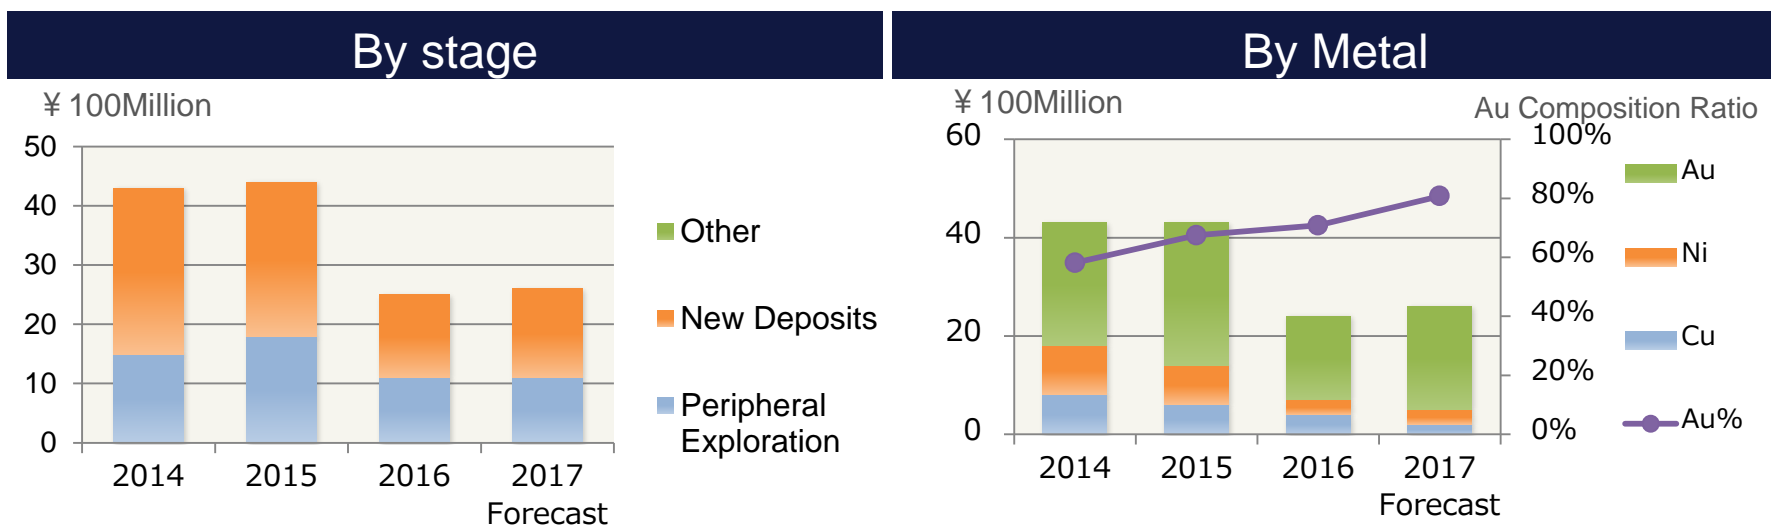 By stage
¥ 100Million
50
40
30
20
10
0
2014 2015 2016 2017
Forecast
Other
New Deposits
Peripheral
Exploration
By Metal
¥ 100Million
Au Composition Ratio
60
40
20
0
100%
80%
60%
40%
20%
0%
2014 2015 2016 2017
Forecast
Au
Ni
Cu
Au%